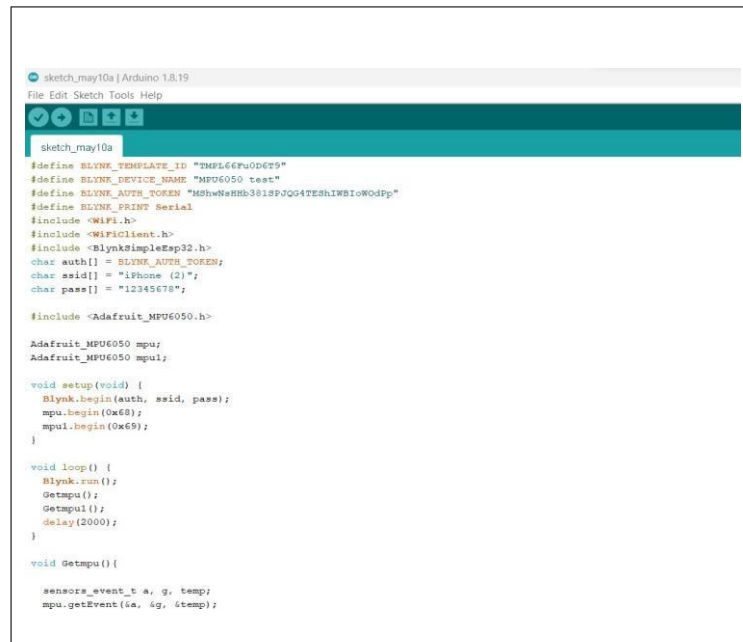 sketch_may10a | Arduino 1.8.19
File Edit Sketch Tools Help
sketch_may10a
#define BLYNK_TEMPLATE_ID "TMPL66Fu0D6T9"
#define BLYNK_DEVICE_NAME "MPU6050 test"
#define BLYNK_AUTH_TOKEN "MShwNsHHb381SPJQG4TEShIWBIoWOdPp"
#define BLYNK_PRINT Serial
#include <WiFi.h>
#include <WiFiClient.h>
#include <BlynkSimpleEsp32.h>
char auth[] = BLYNK_AUTH_TOKEN;
char ssid[] = "iPhone (2)";
char pass[] = "12345678";
#include <Adafruit_MPU6050.h>
Adafruit_MPU6050 mpu;
Adafruit_MPU6050 mpu1;
void setup(void) {
Blynk.begin(auth, ssid, pass);
mpu.begin(0x68);
mpu1.begin(0x69);
}
void loop() {
Blynk.run();
Getmpu();
Getmpu1();
delay(2000);
}
void Getmpu(){
sensors_event_t a, g, temp;
mpu.getEvent(&a, &g, &temp);